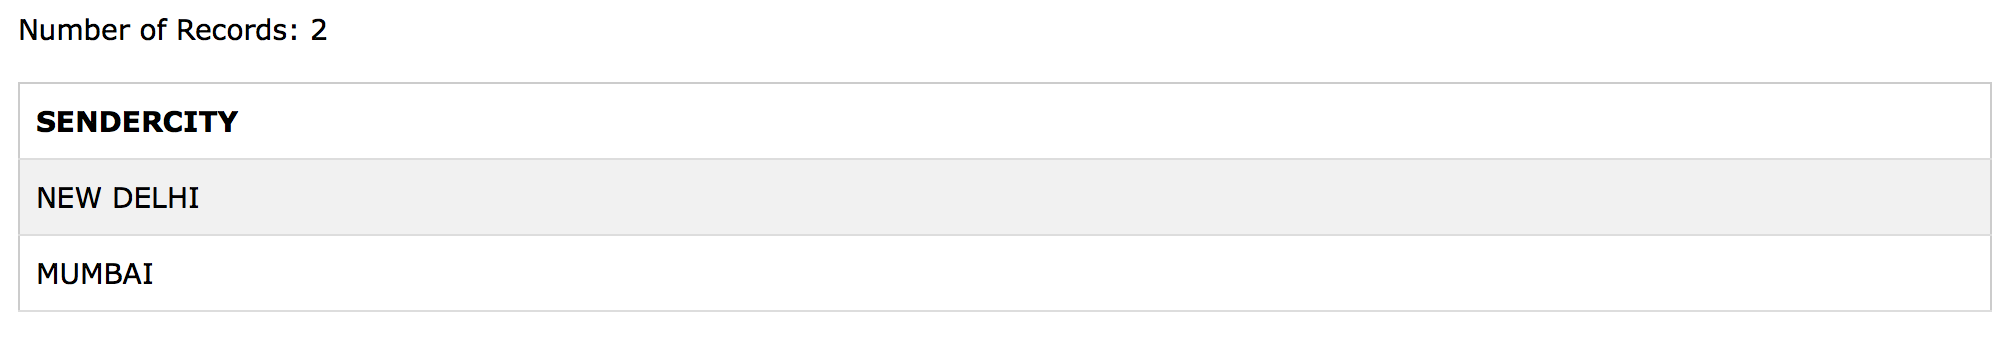 Number of Records: 2
SENDERCITY
NEW DELHI
MUMBAI